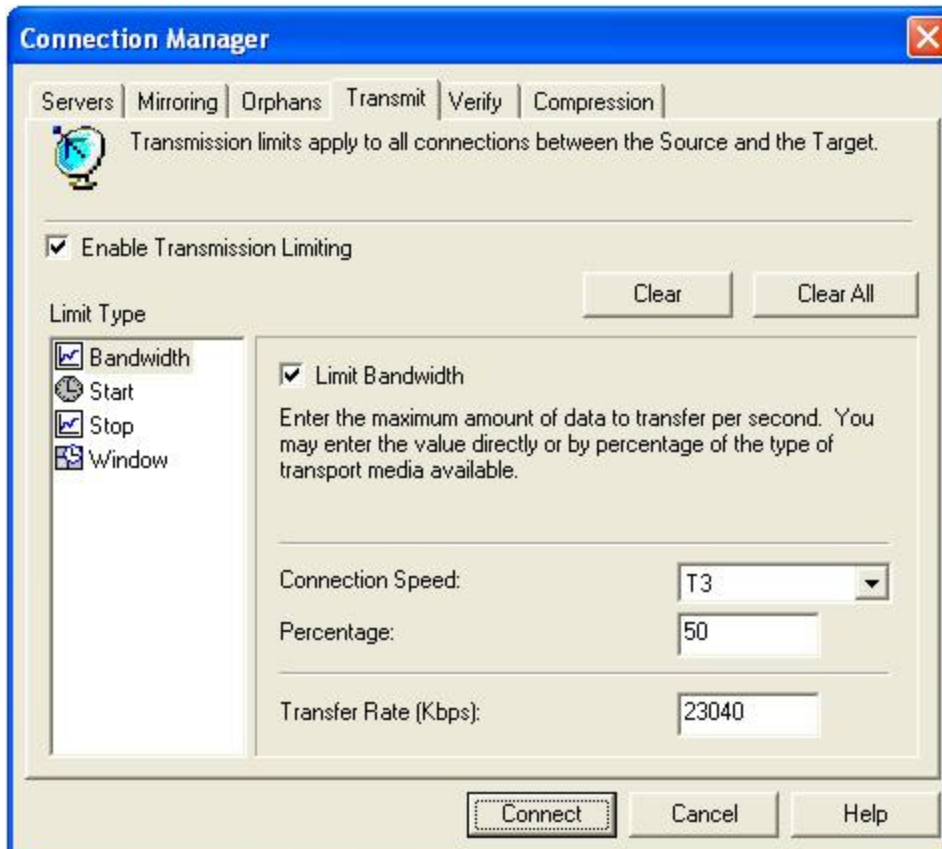 Connection Manager
Servers
Mirroring
Orphans
Transmit
Verify
Compression
Transmission limits apply to all connections between the Source and the Target.
Enable Transmission Limiting
Clear
Clear All
Limit Type
Bandwidth
Start
Stop
Window
Limit Bandwidth
Enter the maximum amount of data to transfer per second. You
may enter the value directly or by percentage of the type of
transport media available.
Connection Speed:
T3
Percentage:
50
Transfer Rate (Kbps):
23040
Connect
Cancel
Help